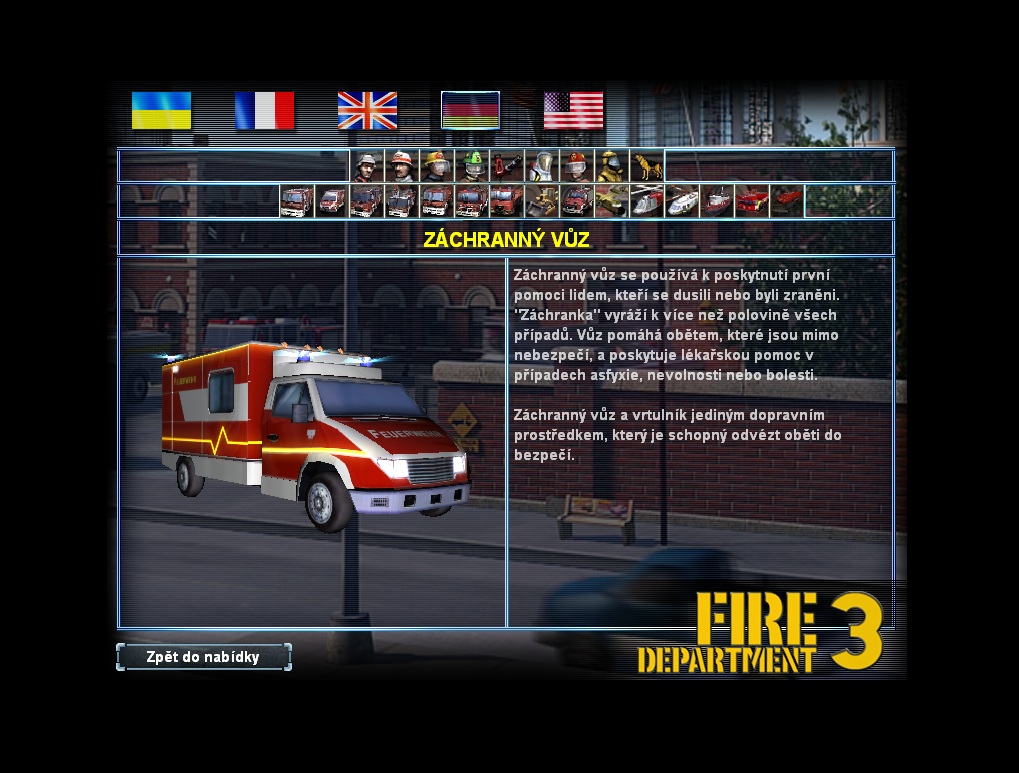 ZÁCHRANNÝ VŮZ
Záchranný vůz se používá k poskytnutí první
pomoci lidem, kteří se dusili nebo byli zraněni.
"Záchranka" vyráží k více než polovině všech
případů. Vůz pomáhá obětem, které jsou mimo
nebezpečí, a poskytuje lékařskou pomoc v
případech asfyxie, nevolnosti nebo bolesti.
Záchranný vůz a vrtulník jediným dopravním
prostředkem, který je schopný odvézt oběti do
bezpečí.
FEUERWEHR
FEUERWEHR
FIRE
DEPARTMENT 3
Zpět do nabídky